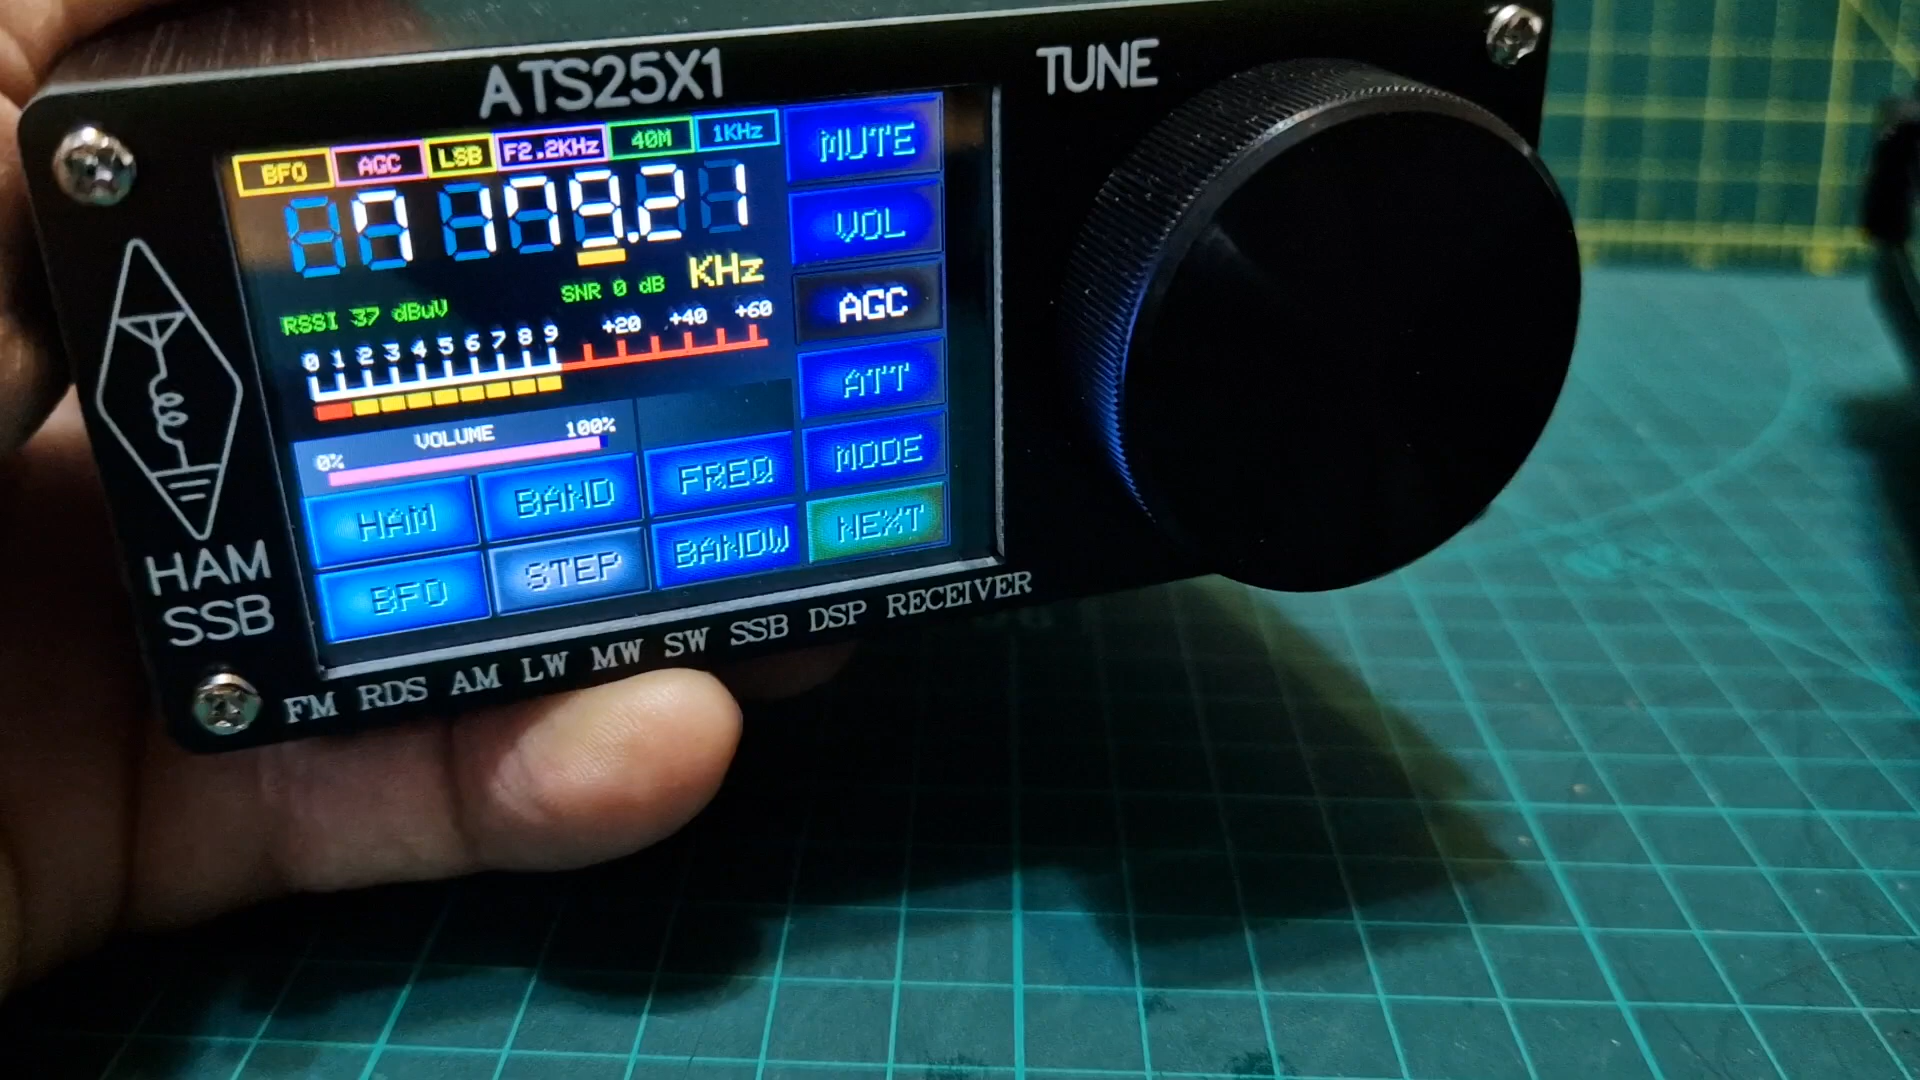 ATS25X1
TUNE
BFO AGC LSB F2.2KHz 40M 1KHz
7179.21
KHz
RSSI 37 dBuV SNR 0 dB
0 1 2 3 4 5 6 7 8 9 +20 +40 +60
VOLUME
0% 100%
MUTE
VOL
AGC
ATT
MODE
HAM BAND FREQ
BFO STEP BANDW NEXT
HAM
SSB
FM RDS AM LW MW SW SSB DSP RECEIVER